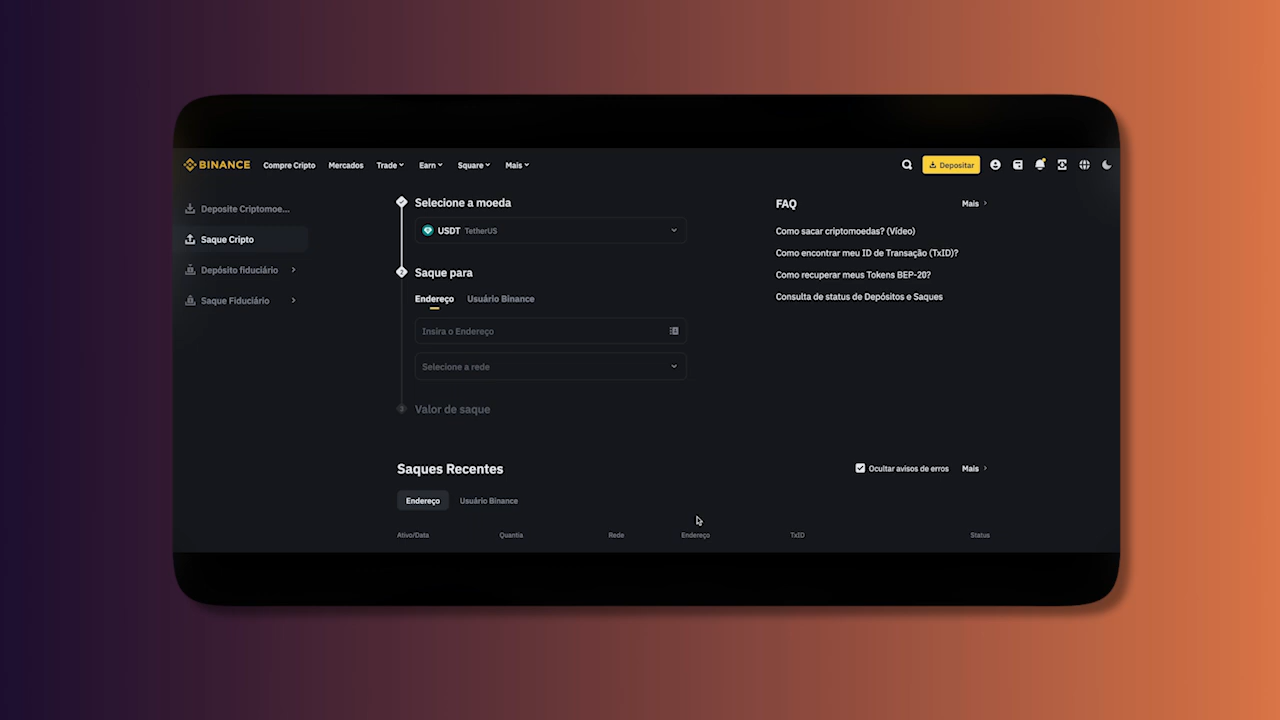 BINANCE Compre Cripto Mercados Trade Earn Square Mais Depositar
Deposite Criptomoe...
Saque Cripto
Depósito fiduciário
Saque Fiduciário
Selecione a moeda
USDT TetherUS
2 Saque para
Endereço Usuário Binance
Insira o Endereço
Selecione a rede
3 Valor de saque
FAQ Mais
Como sacar criptomoedas? (Vídeo)
Como encontrar meu ID de Transação (TxID)?
Como recuperar meus Tokens BEP-20?
Consulta de status de Depósitos e Saques
Saques Recentes Ocultar avisos de erros Mais
Endereço Usuário Binance
Ativo/Data Quantia Rede Endereço TxID Status